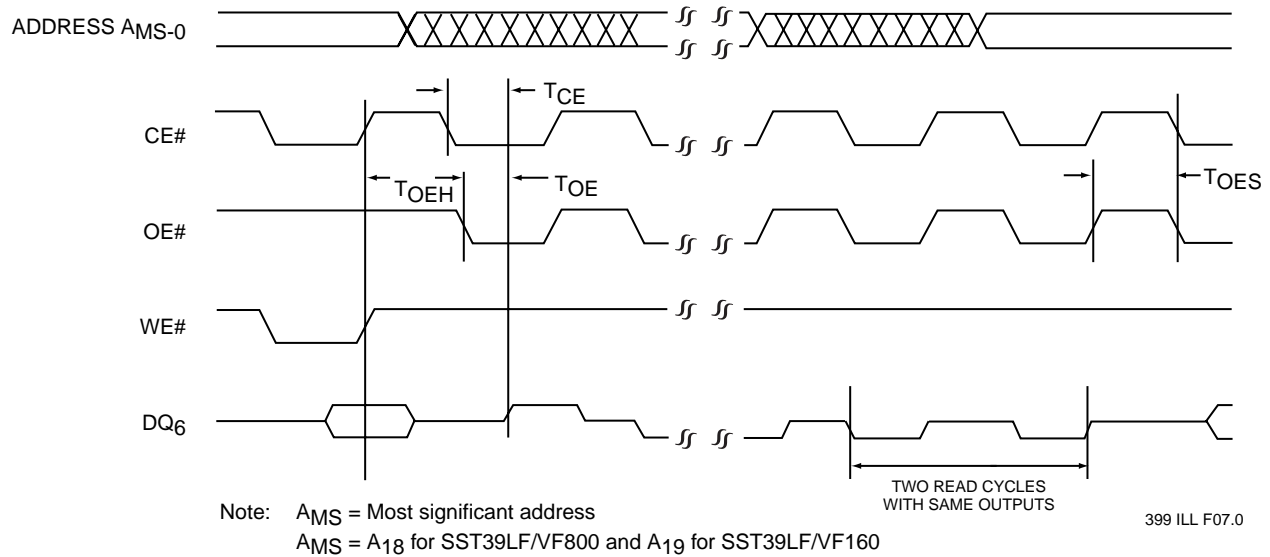 ADDRESS AMS-0
TCE
CE#
TOEH
TOE
TOES
OE#
WE#
DQ6
TWO READ CYCLES
WITH SAME OUTPUTS
Note: AMS = Most significant address
399 ILL F07.0
AMS = A18 for SST39LF/VF800 and A19 for SST39LF/VF160